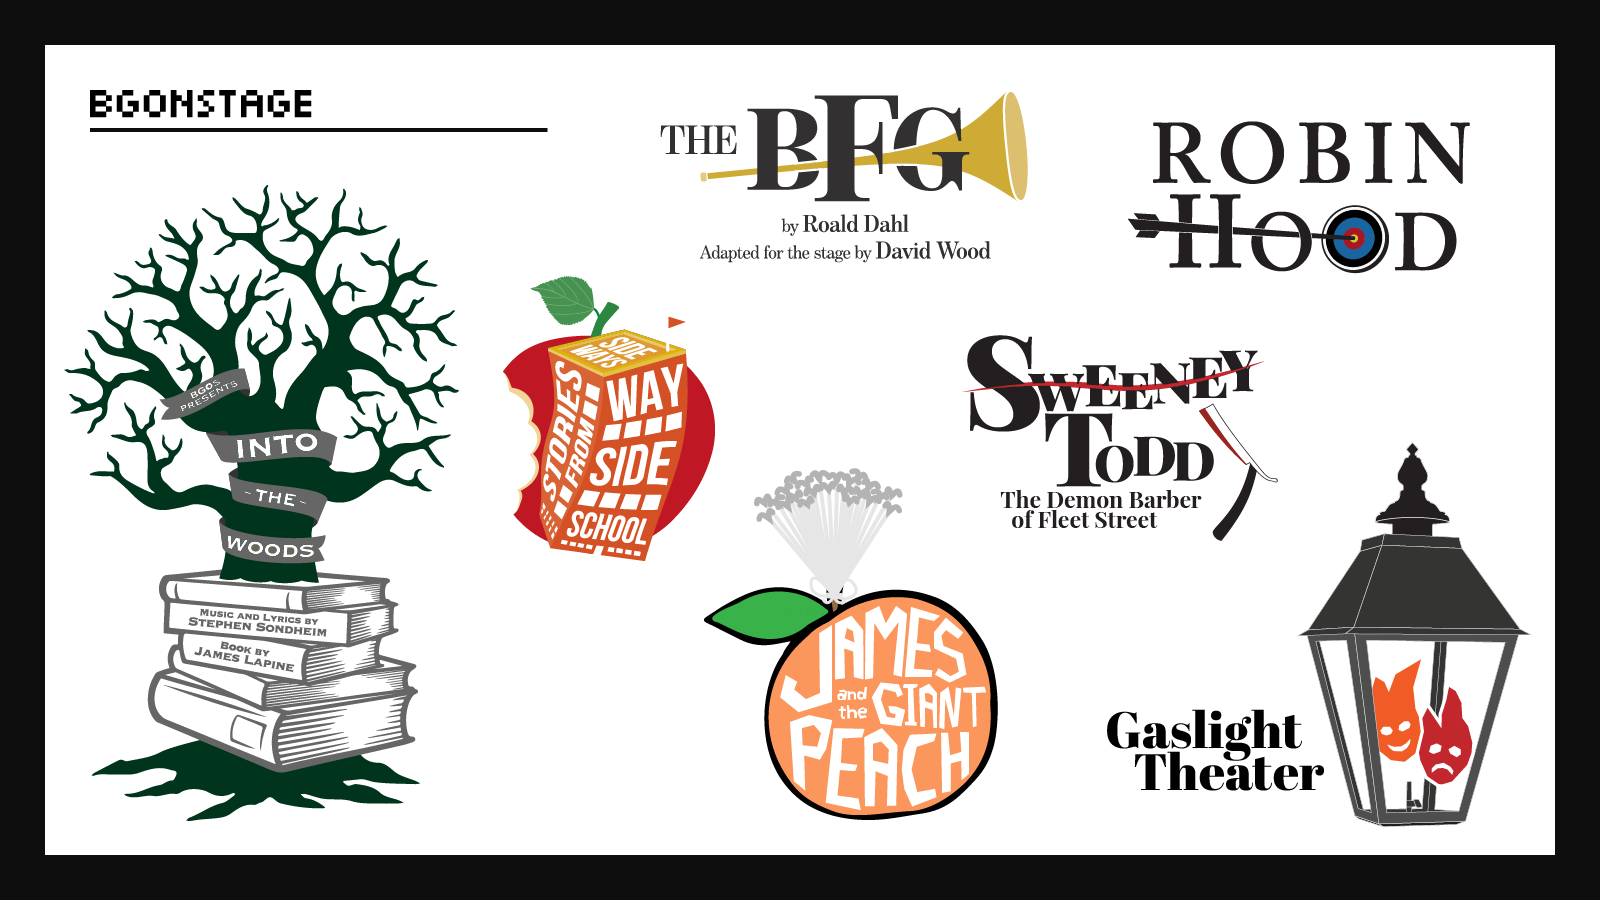 BGONSTAGE
THE BFG
by Roald Dahl
Adapted for the stage by David Wood
ROBIN
HOOD
BGOS
PRESENTS
INTO
- THE -
WOODS
MUSIC AND LYRICS BY
STEPHEN SONDHEIM
BOOK BY
JAMES LAPINE
SIDE
WAYS
STORIES
FROM
WAY
SIDE
SCHOOL
SWEENEY
TODD
The Demon Barber
of Fleet Street
JAMES
and
the
GIANT
PEACH
Gaslight
Theater